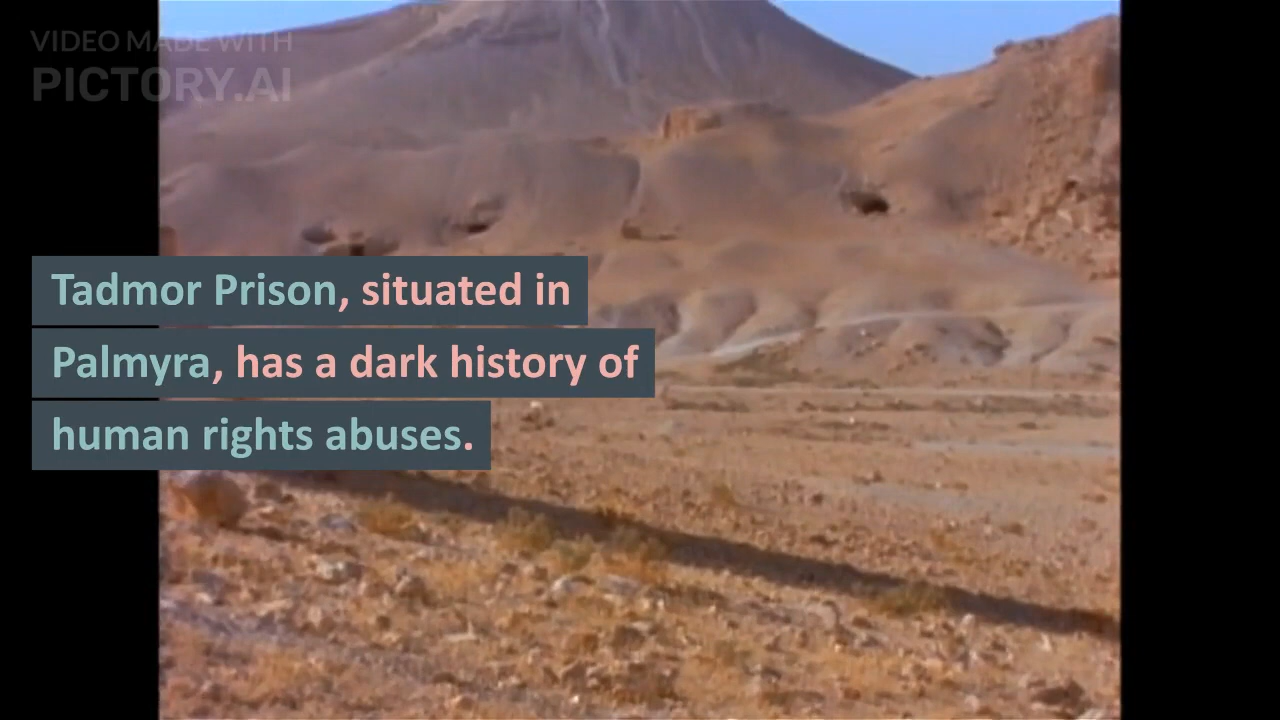 VIDEO MADE WITH
PICTORY.AI
Tadmor Prison, situated in
Palmyra, has a dark history of
human rights abuses.